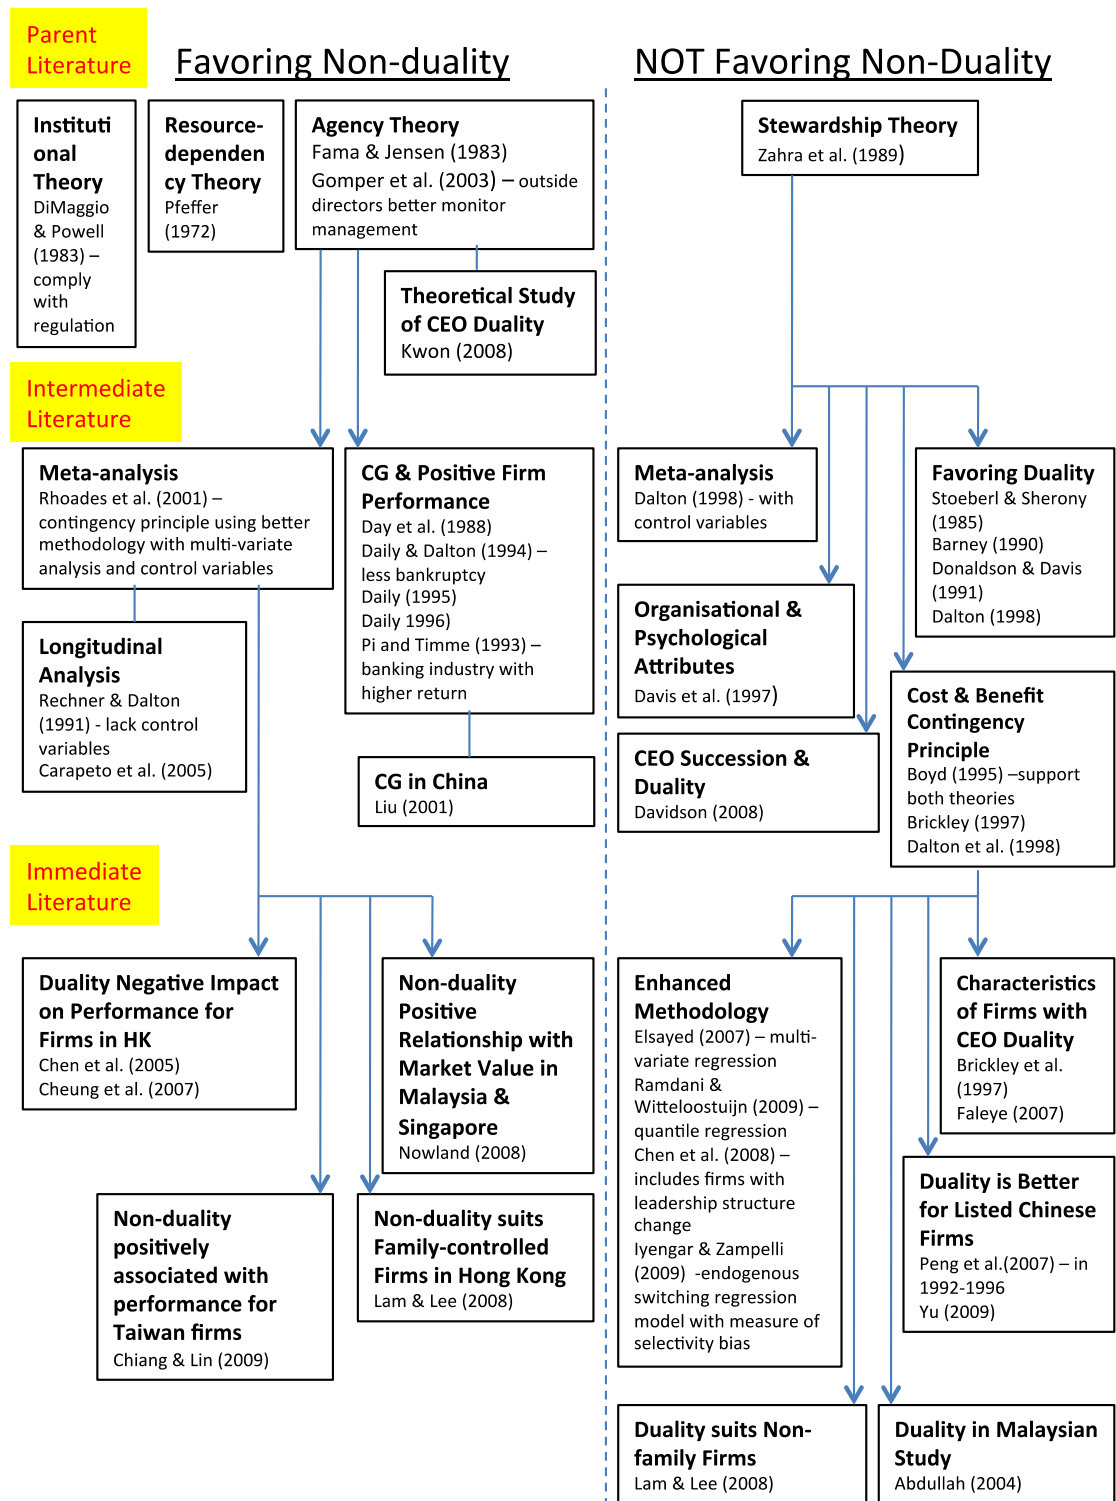 Parent
Literature
Favoring Non-duality
NOT Favoring Non-Duality
Instituti
onal
Theory
DiMaggio
& Powell
(1983) –
comply
with
regulation
Resource-
dependen
cy Theory
Pfeffer
(1972)
Agency Theory
Fama & Jensen (1983)
Gomper et al. (2003) – outside
directors better monitor
management
Theoretical Study
of CEO Duality
Kwon (2008)
Stewardship Theory
Zahra et al. (1989)
Intermediate
Literature
Meta-analysis
Rhoades et al. (2001) –
contingency principle using better
methodology with multi-variate
analysis and control variables
Longitudinal
Analysis
Rechner & Dalton
(1991) - lack control
variables
Carapeto et al. (2005)
CG & Positive Firm
Performance
Day et al. (1988)
Daily & Dalton (1994) –
less bankruptcy
Daily (1995)
Daily 1996)
Pi and Timme (1993) –
banking industry with
higher return
CG in China
Liu (2001)
Meta-analysis
Dalton (1998) - with
control variables
Organisational &
Psychological
Attributes
Davis et al. (1997)
CEO Succession &
Duality
Davidson (2008)
Favoring Duality
Stoeberl & Sherony
(1985)
Barney (1990)
Donaldson & Davis
(1991)
Dalton (1998)
Cost & Benefit
Contingency
Principle
Boyd (1995) –support
both theories
Brickley (1997)
Dalton et al. (1998)
Immediate
Literature
Duality Negative Impact
on Performance for
Firms in HK
Chen et al. (2005)
Cheung et al. (2007)
Non-duality
Positive
Relationship with
Market Value in
Malaysia &
Singapore
Nowland (2008)
Non-duality
positively
associated with
performance for
Taiwan firms
Chiang & Lin (2009)
Non-duality suits
Family-controlled
Firms in Hong Kong
Lam & Lee (2008)
Enhanced
Methodology
Elsayed (2007) – multi-
variate regression
Ramdani &
Witteloostuijn (2009) –
quantile regression
Chen et al. (2008) –
includes firms with
leadership structure
change
Iyengar & Zampelli
(2009)  -endogenous
switching regression
model with measure of
selectivity bias
Characteristics
of Firms with
CEO Duality
Brickley et al.
(1997)
Faleye (2007)
Duality is Better
for Listed Chinese
Firms
Peng et al.(2007) – in
1992-1996
Yu (2009)
Duality suits Non-
family Firms
Lam & Lee (2008)
Duality in Malaysian
Study
Abdullah (2004)